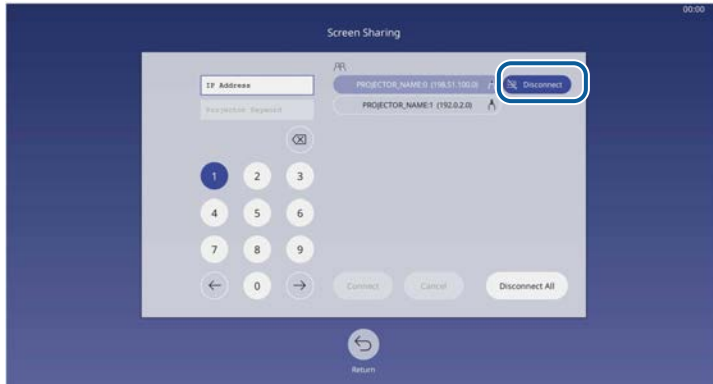 00:00
Screen Sharing
IP Address
Projector Keyword
PROJECTOR_NAME:0 (198.51.100.0)
Disconnect
PROJECTOR_NAME:1 (192.0.2.0)
1 2 3
4 5 6
7 8 9
0
Connect Cancel Disconnect All
Return